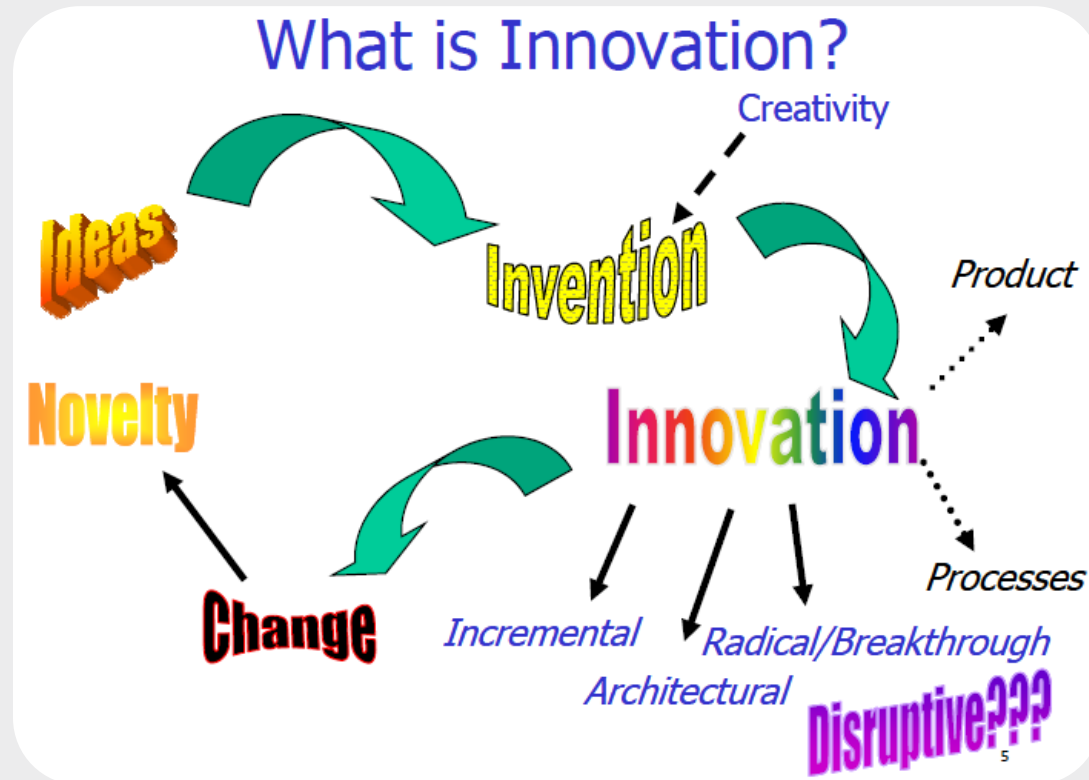 What is Innovation?
Creativity
Ideas
Invention
Product
Novelty
Innovation
Processes
Change
Incremental
Radical/Breakthrough
Architectural
Disruptive???
5